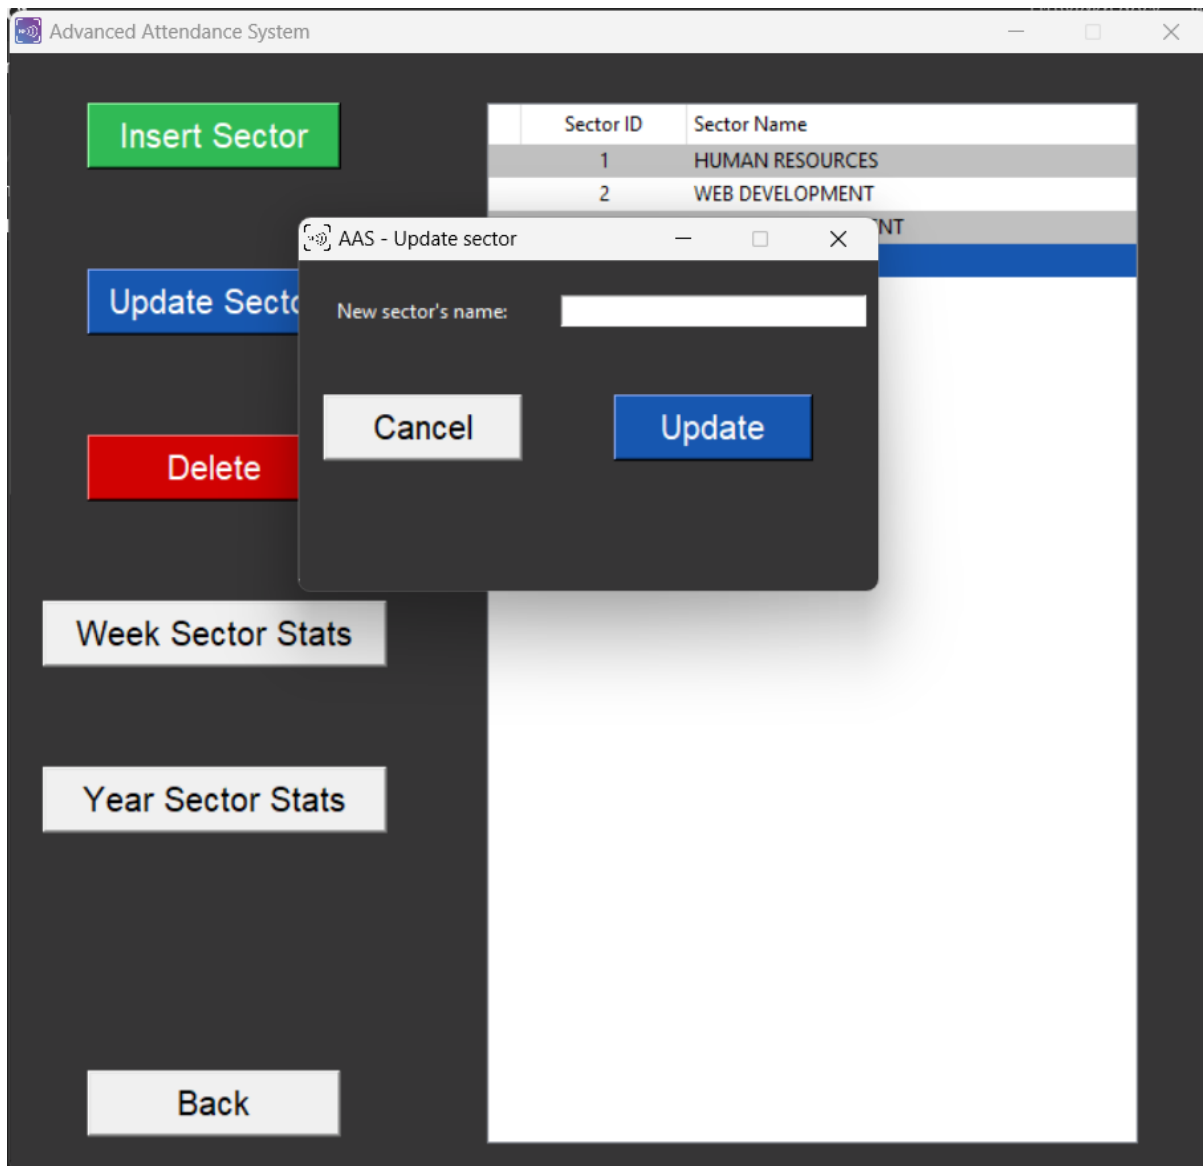 Advanced Attendance System
Insert Sector
Sector ID Sector Name
1 HUMAN RESOURCES
2 WEB DEVELOPMENT
NT
AAS - Update sector
Update Secto
New sector's name:
Cancel
Update
Delete
Week Sector Stats
Year Sector Stats
Back